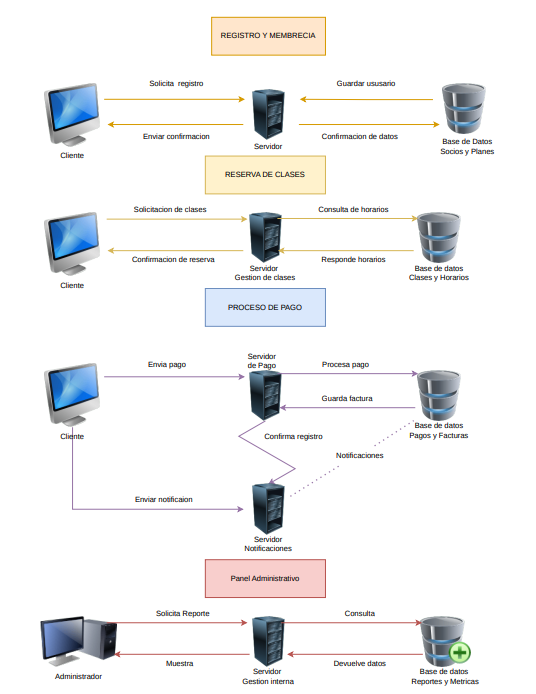 REGISTRO Y MEMBRECIA
Solicita registro
Guardar ususario
Enviar confirmacion
Confirmacion de datos
Cliente
Servidor
Base de Datos
Socios y Planes
RESERVA DE CLASES
Solicitacion de clases
Consulta de horarios
Confirmacion de reserva
Responde horarios
Cliente
Servidor
Gestion de clases
Base de datos
Clases y Horarios
PROCESO DE PAGO
Envia pago
Servidor
de Pago
Procesa pago
Guarda factura
Cliente
Confirma registro
Base de datos
Pagos y Facturas
Notificaciones
Enviar notificaion
Servidor
Notificaciones
Panel Administrativo
Solicita Reporte
Consulta
Muestra
Devuelve datos
Administrador
Servidor
Gestion interna
Base de datos
Reportes y Metricas